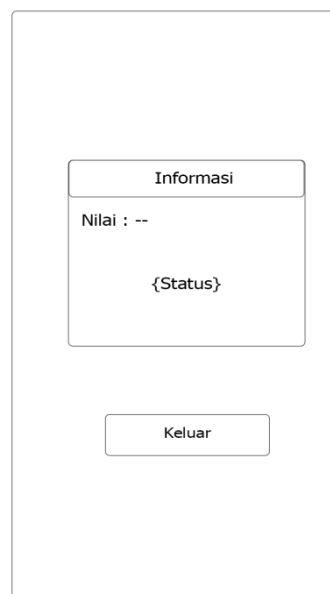 Informasi
Nilai : --
{Status}
Keluar